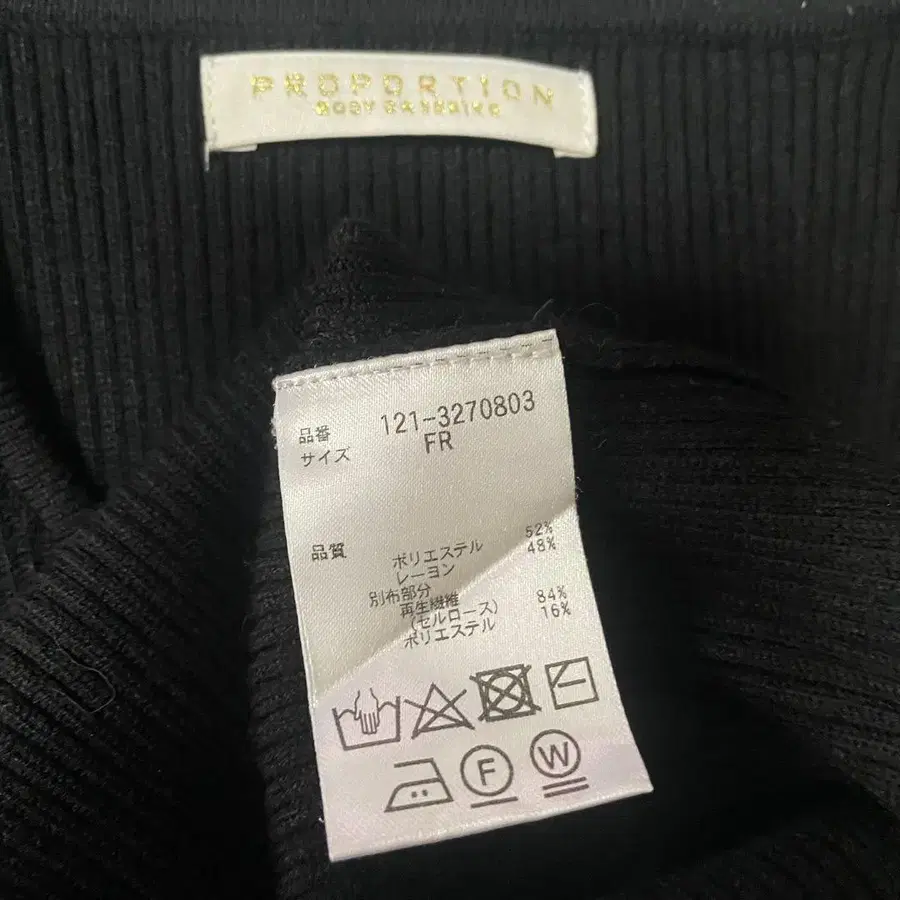 PROPORTION
BODY DRESSING
品番 121-3270803
サイズ FR
品質 ポリエステル 52%
レーヨン 48%
別布部分
再生繊維 84%
(セルロース)
ポリエステル 16%
F W